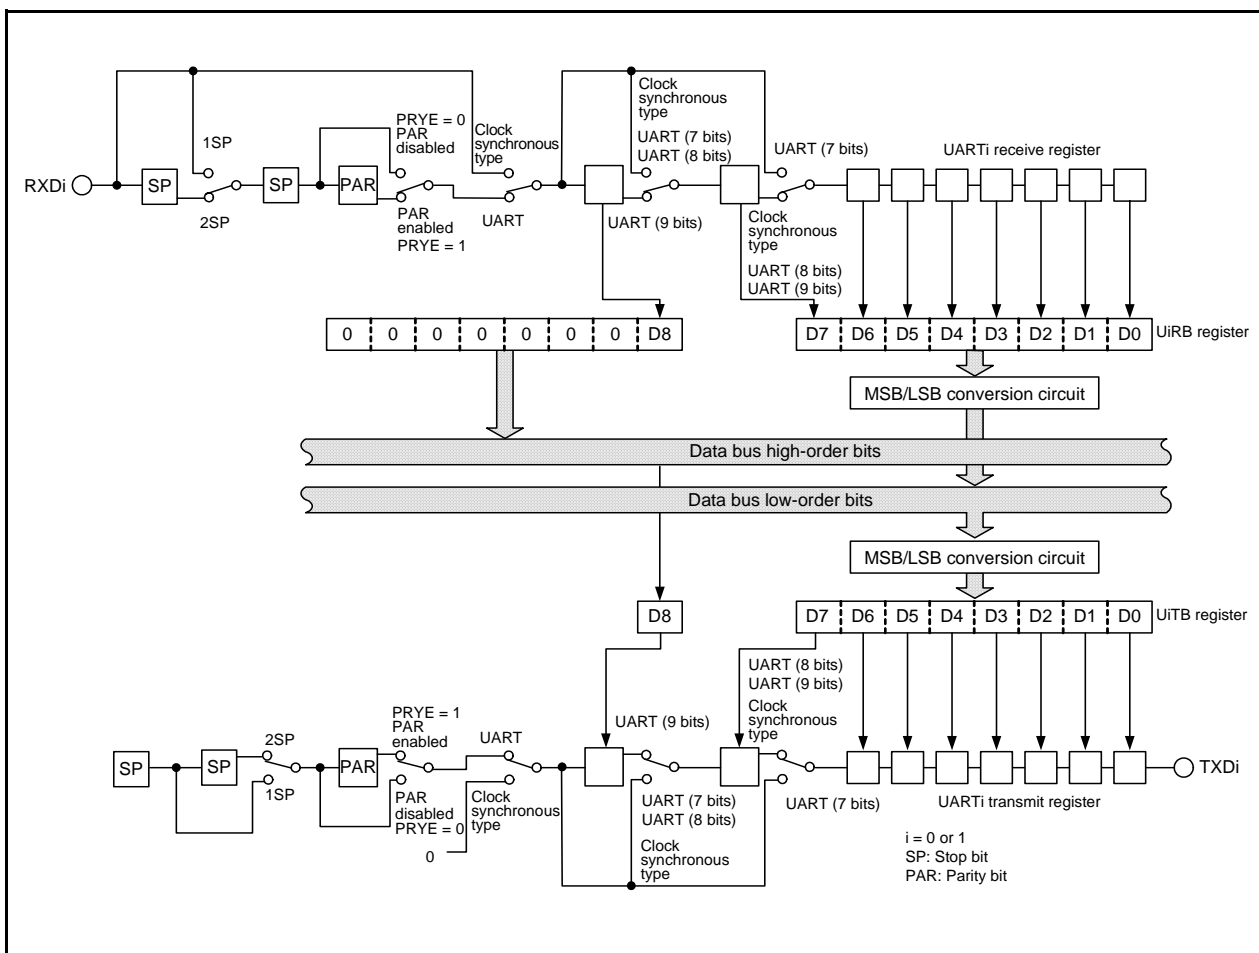 Clock
synchronous
type
PRYE = 0
PAR
disabled
Clock
synchronous
type
1SP
UART (7 bits)
UART (8 bits)
UART (7 bits)
UARTi receive register
RXDi
SP
SP
PAR
2SP
PAR
enabled
PRYE = 1
UART
UART (9 bits)
Clock
synchronous
type
UART (8 bits)
UART (9 bits)
0 0 0 0 0 0 0 D8
D7 D6 D5 D4 D3 D2 D1 D0
UiRB register
MSB/LSB conversion circuit
Data bus high-order bits
Data bus low-order bits
MSB/LSB conversion circuit
D8
D7 D6 D5 D4 D3 D2 D1 D0
UiTB register
UART (8 bits)
UART (9 bits)
Clock
synchronous
type
PRYE = 1
PAR
enabled
UART
UART (9 bits)
2SP
SP
SP
PAR
TXDi
1SP
PAR
disabled
PRYE = 0
Clock
synchronous
type
0
UART (7 bits)
UART (8 bits)
Clock
synchronous
type
UART (7 bits)
UARTi transmit register
i = 0 or 1
SP: Stop bit
PAR: Parity bit